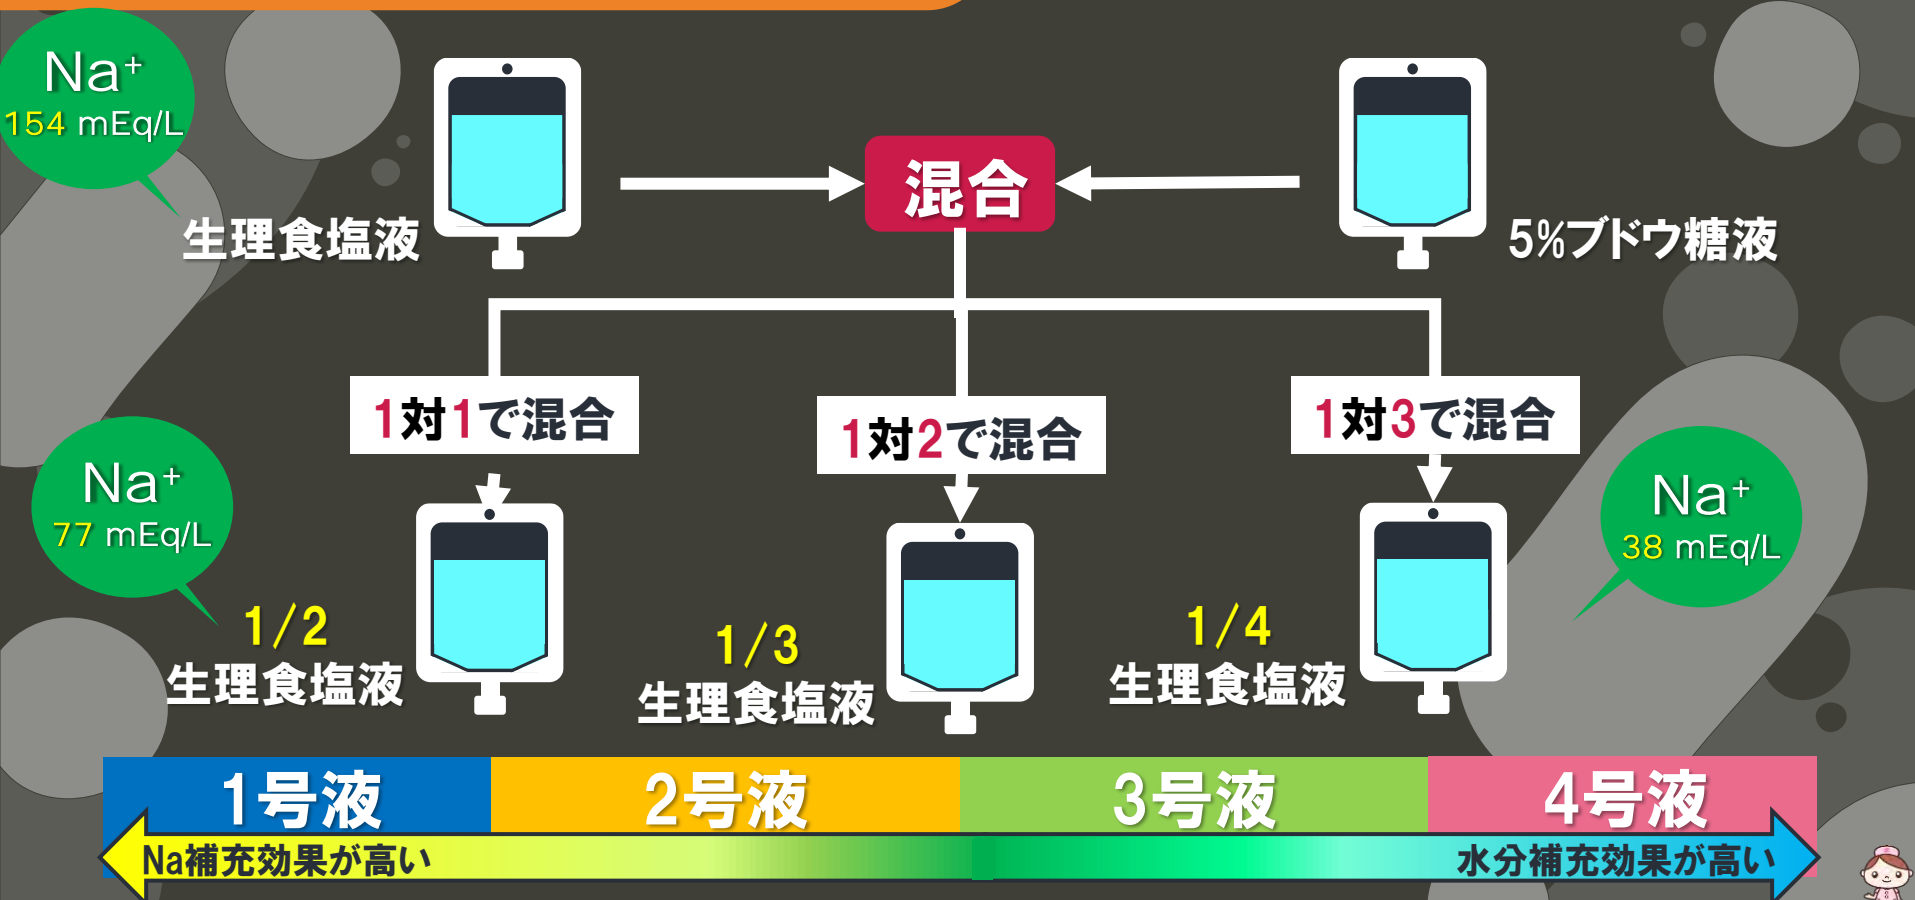 Na+
154 mEq/L
生理食塩液
混合
5%ブドウ糖液
1対1で混合
1対2で混合
1対3で混合
Na+
77 mEq/L
Na+
38 mEq/L
1/2
生理食塩液
1/3
生理食塩液
1/4
生理食塩液
1号液
2号液
3号液
4号液
Na補充効果が高い
水分補充効果が高い